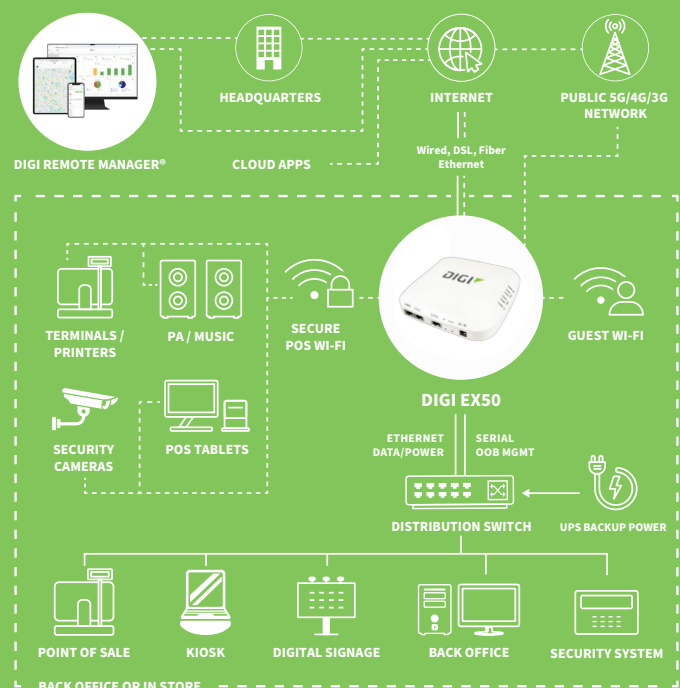 HEADQUARTERS
INTERNET
PUBLIC 5G/4G/3G
NETWORK
DIGI REMOTE MANAGER®
CLOUD APPS
Wired, DSL, Fiber
Ethernet
DIGI
TERMINALS /
PRINTERS
PA / MUSIC
SECURE
POS WI-FI
GUEST WI-FI
DIGI EX50
SECURITY
CAMERAS
POS TABLETS
ETHERNET
DATA/POWER
SERIAL
OOB MGMT
DISTRIBUTION SWITCH
UPS BACKUP POWER
POINT OF SALE
KIOSK
DIGITAL SIGNAGE
BACK OFFICE
SECURITY SYSTEM
BACK OFFICE OR IN STORE